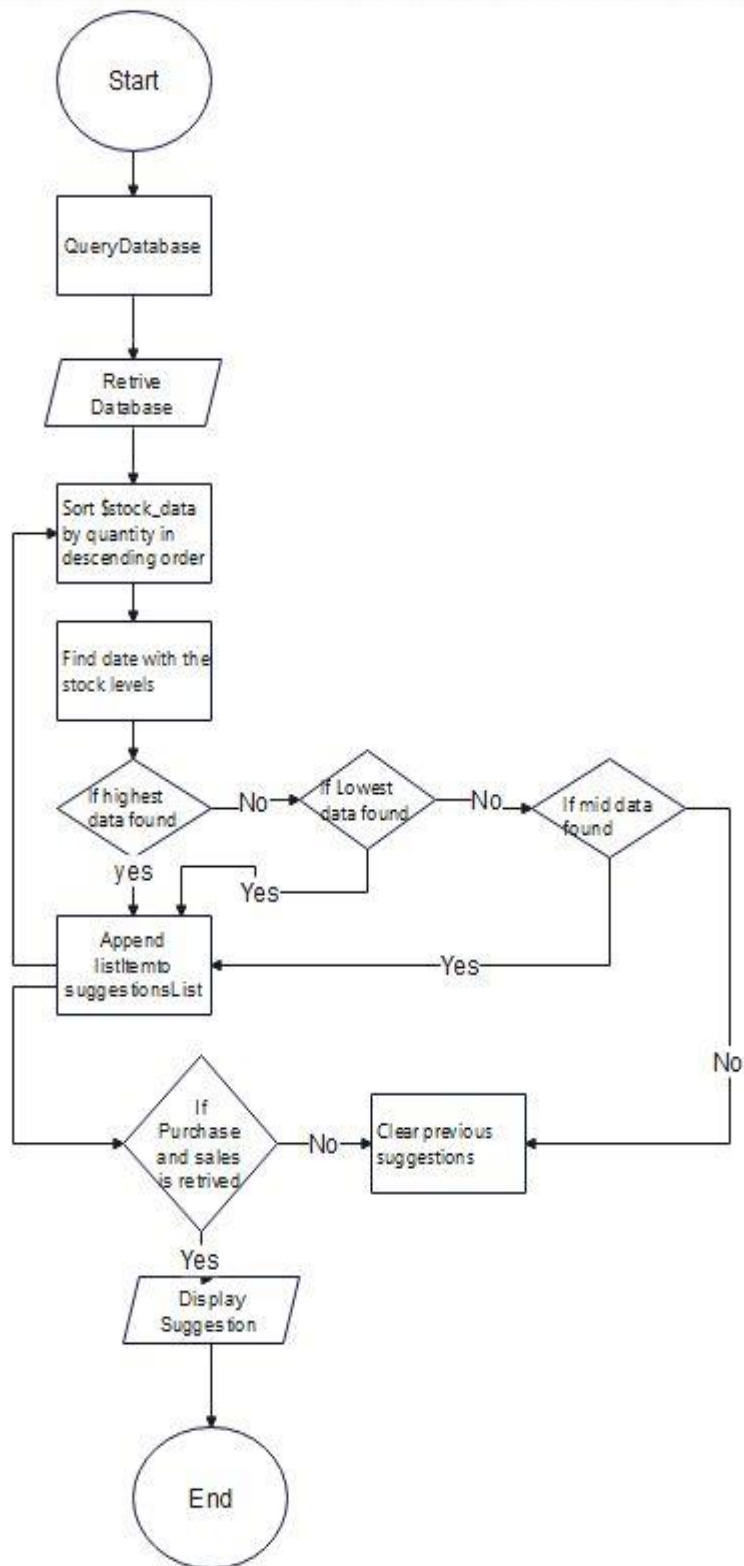 Start
QueryDatabase
Retrive
Database
Sort $stock_data
by quantity in
descending order
Find date with the
stock levels
If highest
data found
No
If Lowest
data found
No
If mid data
found
yes
Yes
Append
listItemto
suggestionsList
Yes
No
If
Purchase
and sales
is retrived
No
Clear previous
suggestions
Yes
Display
Suggestion
End